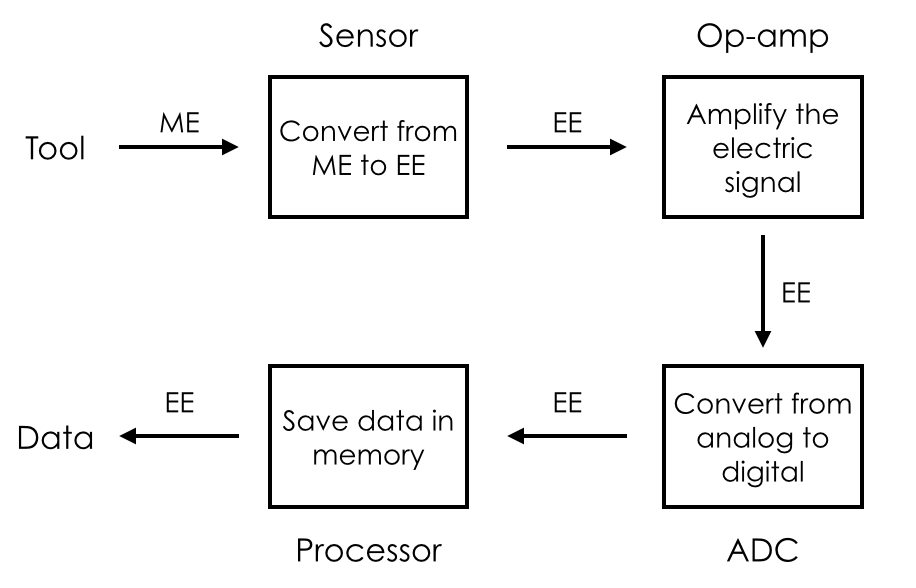 Sensor
Op-amp
Tool
ME
Convert from
ME to EE
EE
Amplify the
electric
signal
EE
Data
EE
Save data in
memory
EE
Convert from
analog to
digital
Processor
ADC